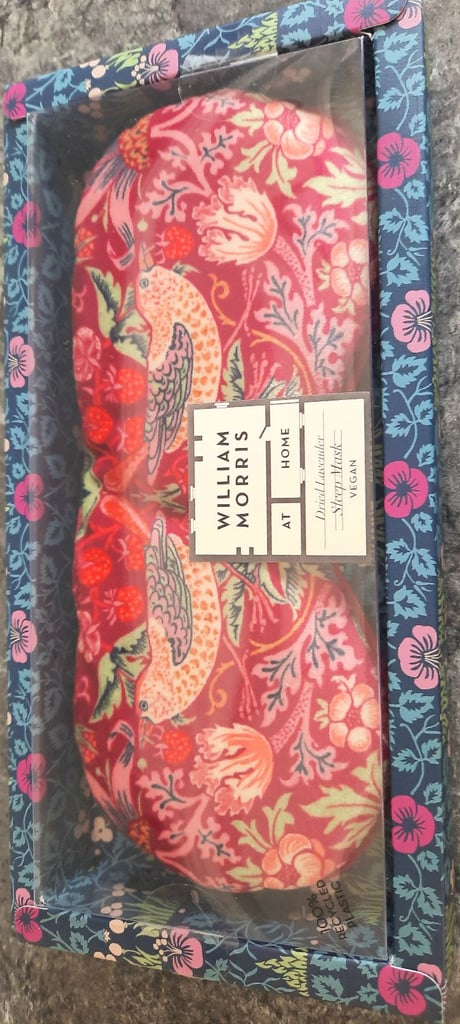 WILLIAM
MORRIS
AT HOME
Dried Lavender
Sleep Mask
VEGAN
100%
RECYCLED
PLASTIC